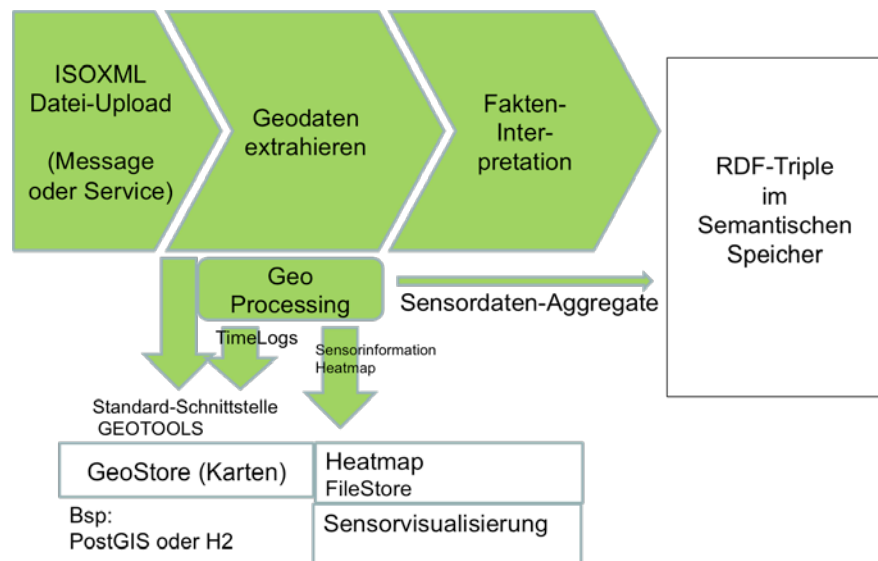 ISOXML
Datei-Upload
(Message
oder Service)
Geodaten
extrahieren
Fakten-
Inter-
pretation
RDF-Triple
im
Semantischen
Speicher
Geo
Processing
Sensordaten-Aggregate
TimeLogs
Sensorinformation
Heatmap
Standard-Schnittstelle
GEOTOOLS
GeoStore (Karten)
Heatmap
FileStore
Bsp:
PostGIS oder H2
Sensorvisualisierung